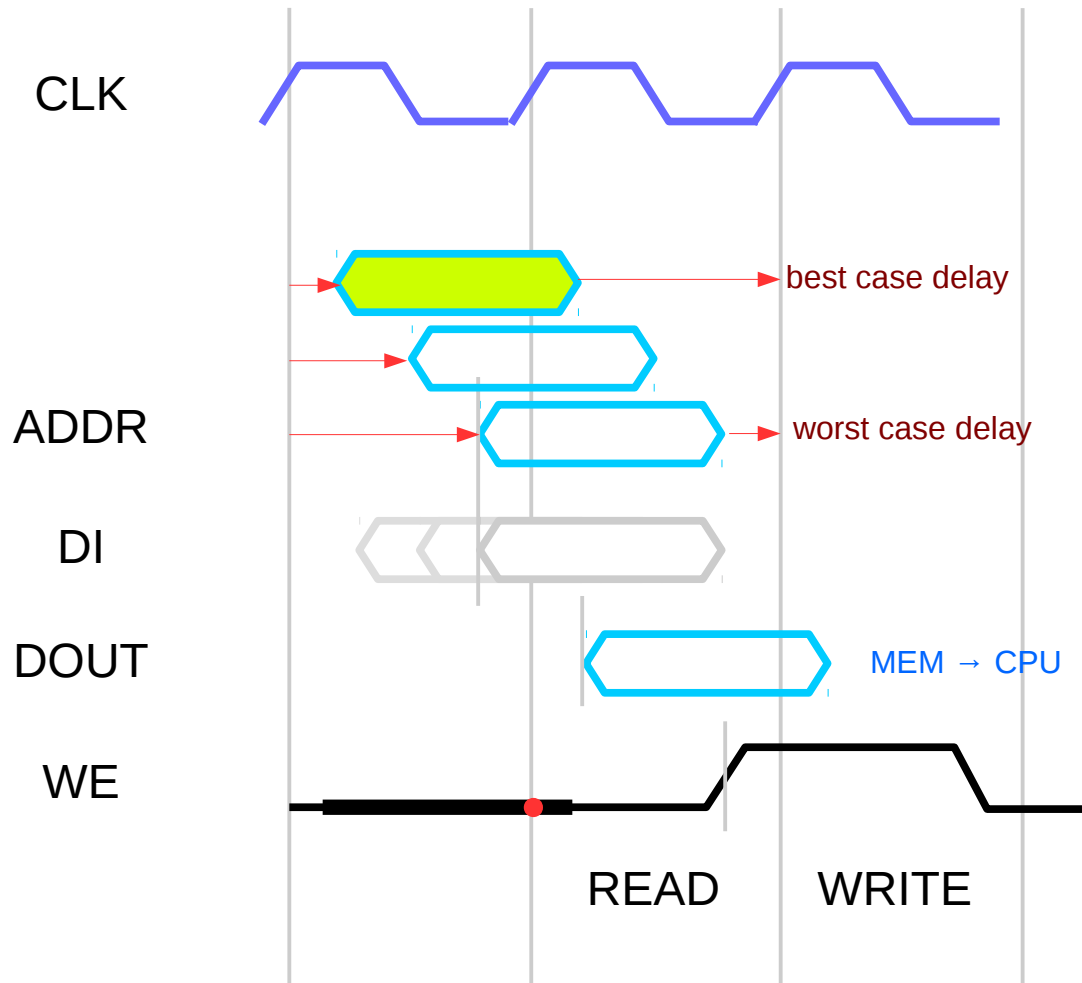 CLK
best case delay
ADDR
worst case delay
DI
DOUT
MEM → CPU
WE
READ
WRITE